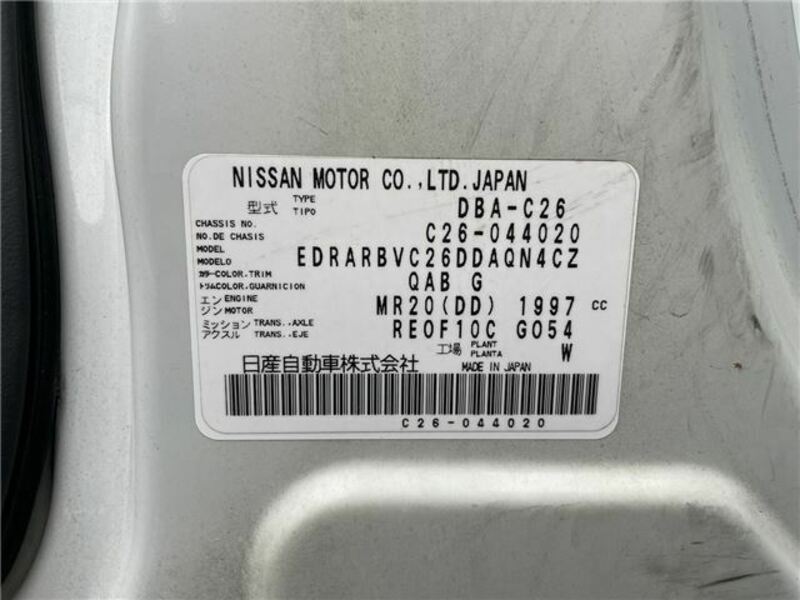 NISSAN MOTOR CO.,LTD.JAPAN
型式 TYPE TIPO DBA-C26
CHASSIS NO. NO.DE CHASIS C26-044020
MODEL MODELO EDRARBVC26DDAQN4CZ
カラー トリム COLOR,TRIM COLOR,GUARNICION QAB G
エンジン ENGINE MOTOR MR20(DD) 1997 cc
ミッション アクスル TRANS.,AXLE TRANS.,EJE RE0F10C G054
工場 PLANT PLANTA W
日産自動車株式会社 MADE IN JAPAN
C26-044020